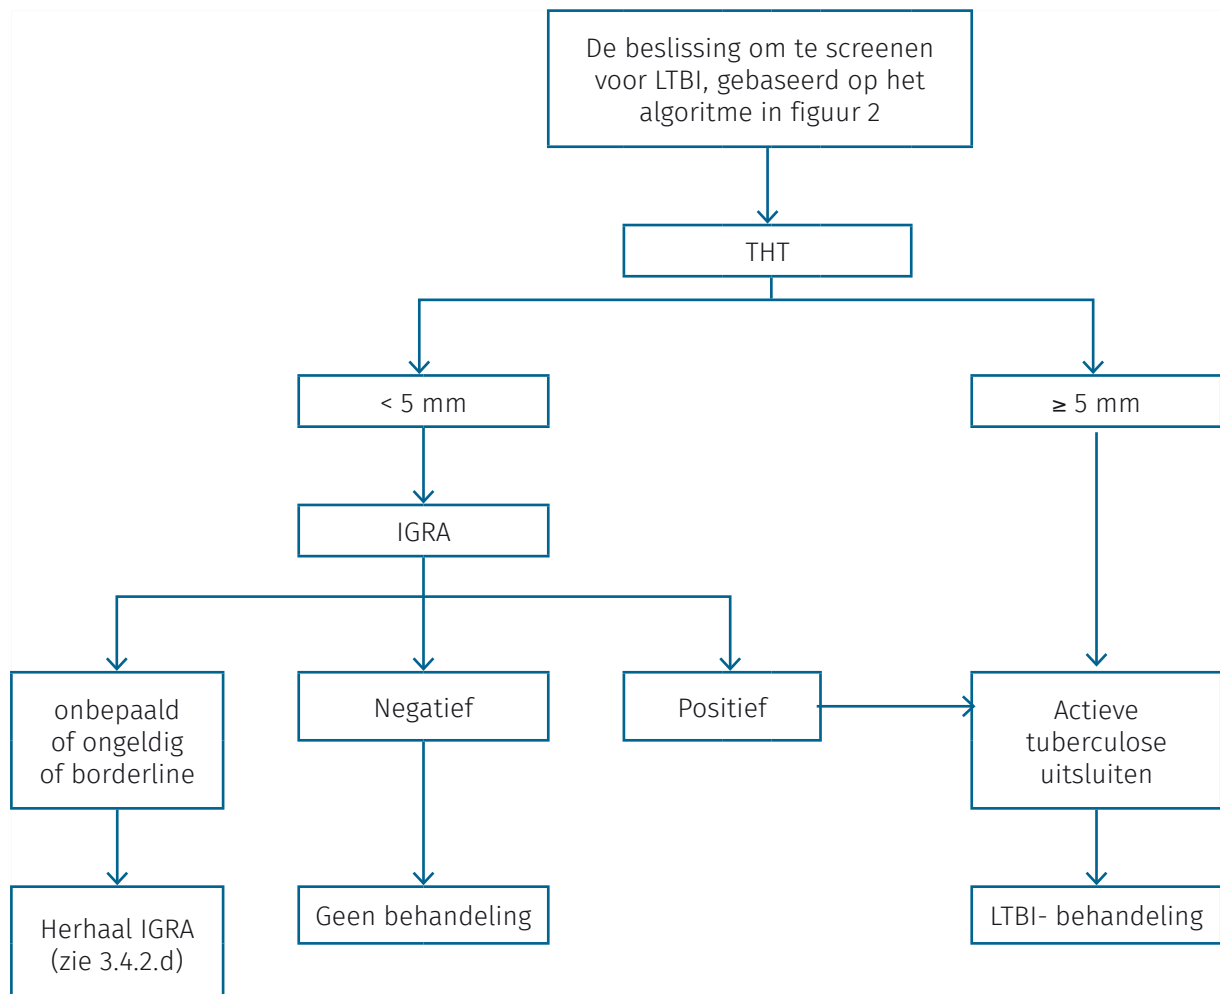 De beslissing om te screenen
voor LTBI, gebaseerd op het
algoritme in figuur 2
THT
< 5 mm
≥ 5 mm
IGRA
onbepaald
of ongeldig
of borderline
Negatief
Positief
Actieve
tuberculose
uitsluiten
Herhaal IGRA
(zie 3.4.2.d)
Geen behandeling
LTBI- behandeling